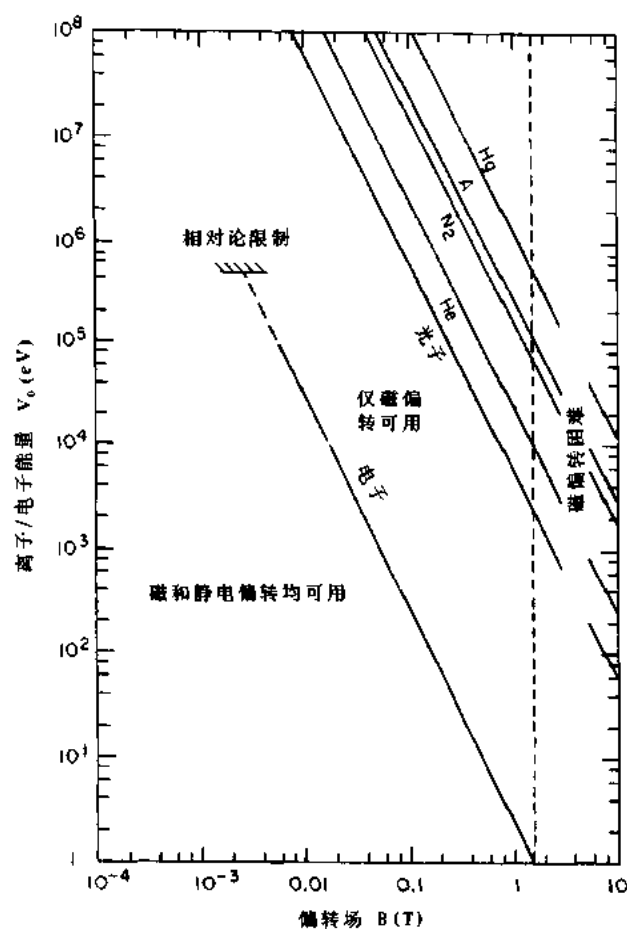 10⁸
10⁷
10⁶
10⁵
10⁴
10³
10²
10¹
1
离子/电子能量 V₀(eV)
相对论限制
仅磁偏
转可用
磁和静电偏转均可用
电子
光子
He
N2
A
Hq
磁偏转困难
10⁻⁴
10⁻³
0.01
0.1
1
10
偏转场 B(T)